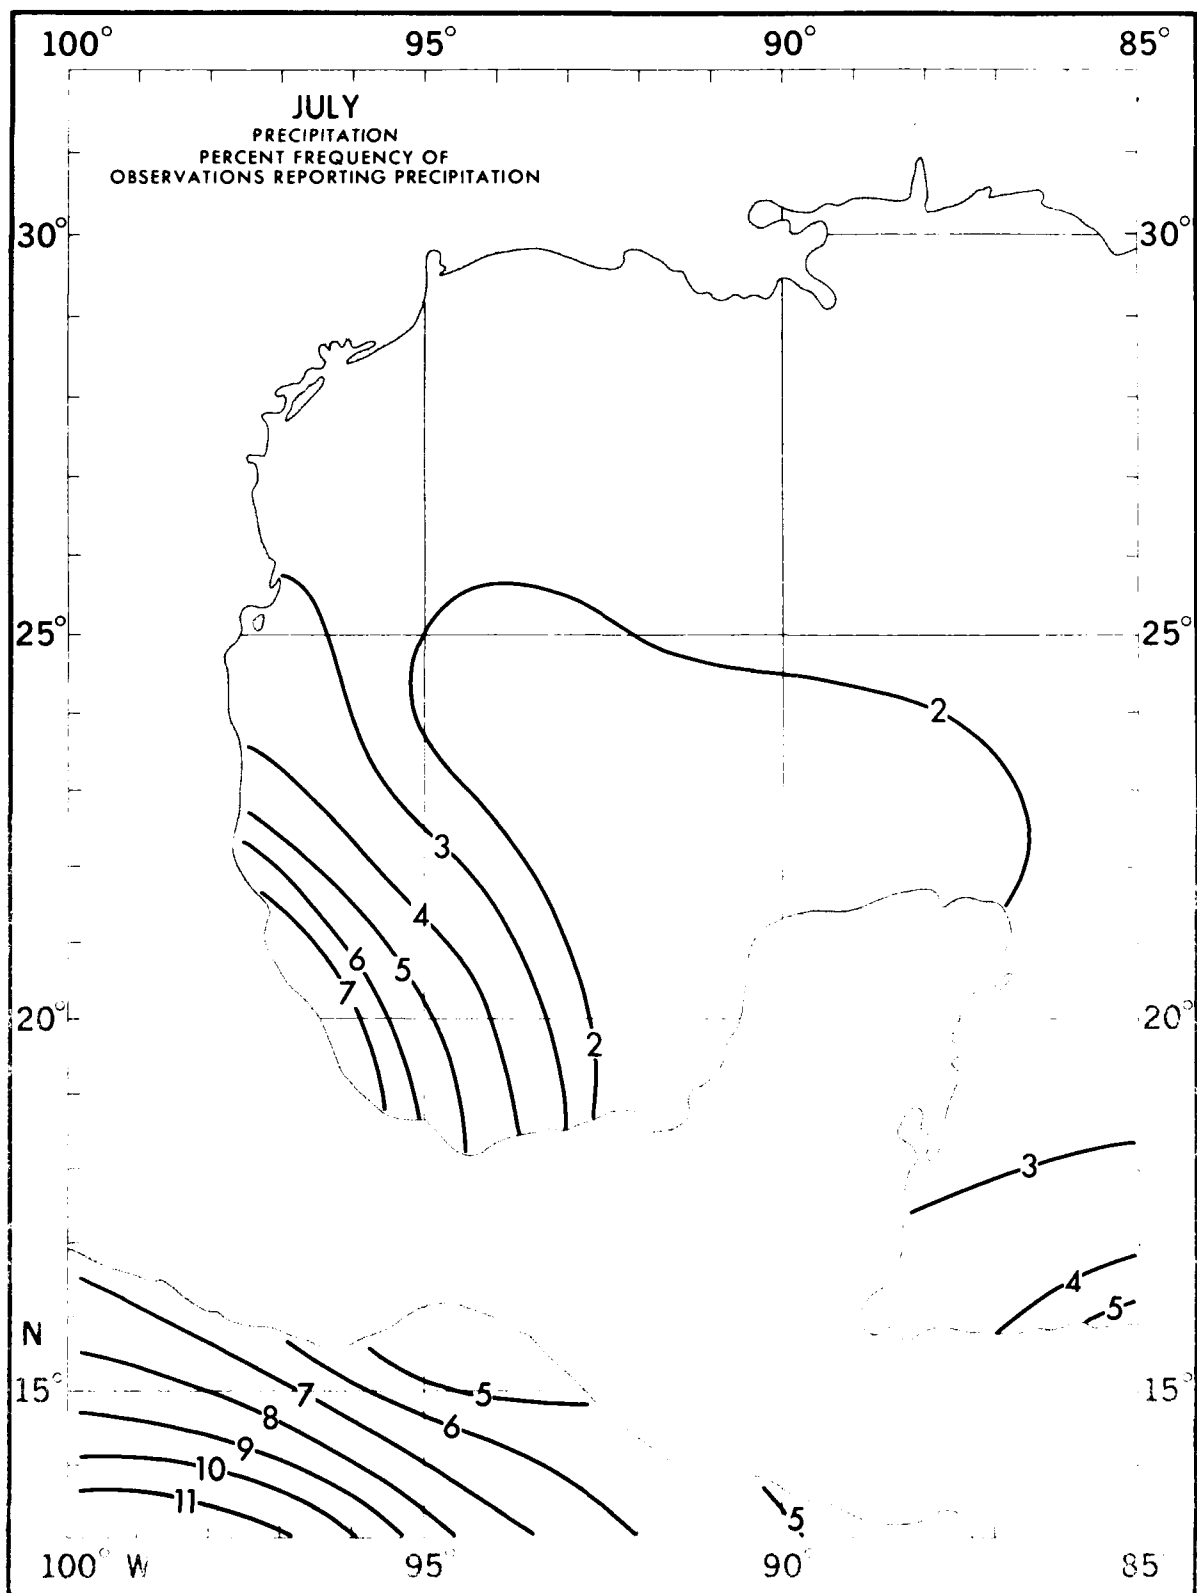 100° 95° 90° 85°
JULY
PRECIPITATION
PERCENT FREQUENCY OF
OBSERVATIONS REPORTING PRECIPITATION
30° 30°
25° 25°
2
3
4
6 5
7
20° 20°
2
3
4
5
N
15° 15°
5
7
8 6
9
10
11
5
100° W 95° 90° 85